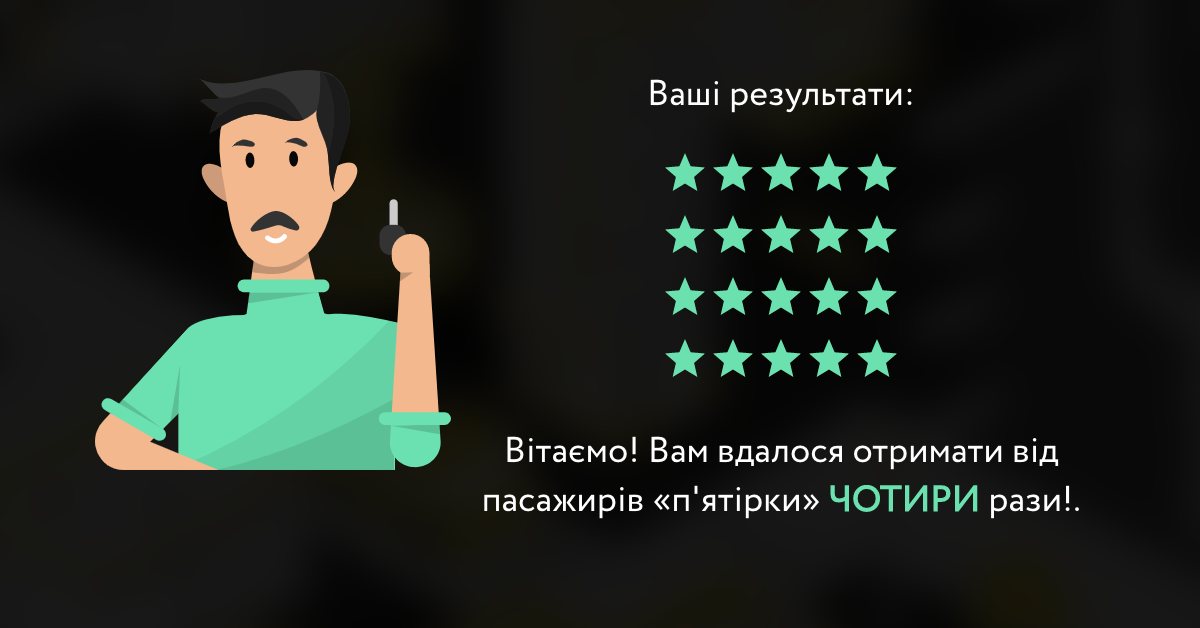 Ваші результати:
Вітаємо! Вам вдалося отримати від
пасажирів «п'ятірки» ЧОТИРИ рази!.